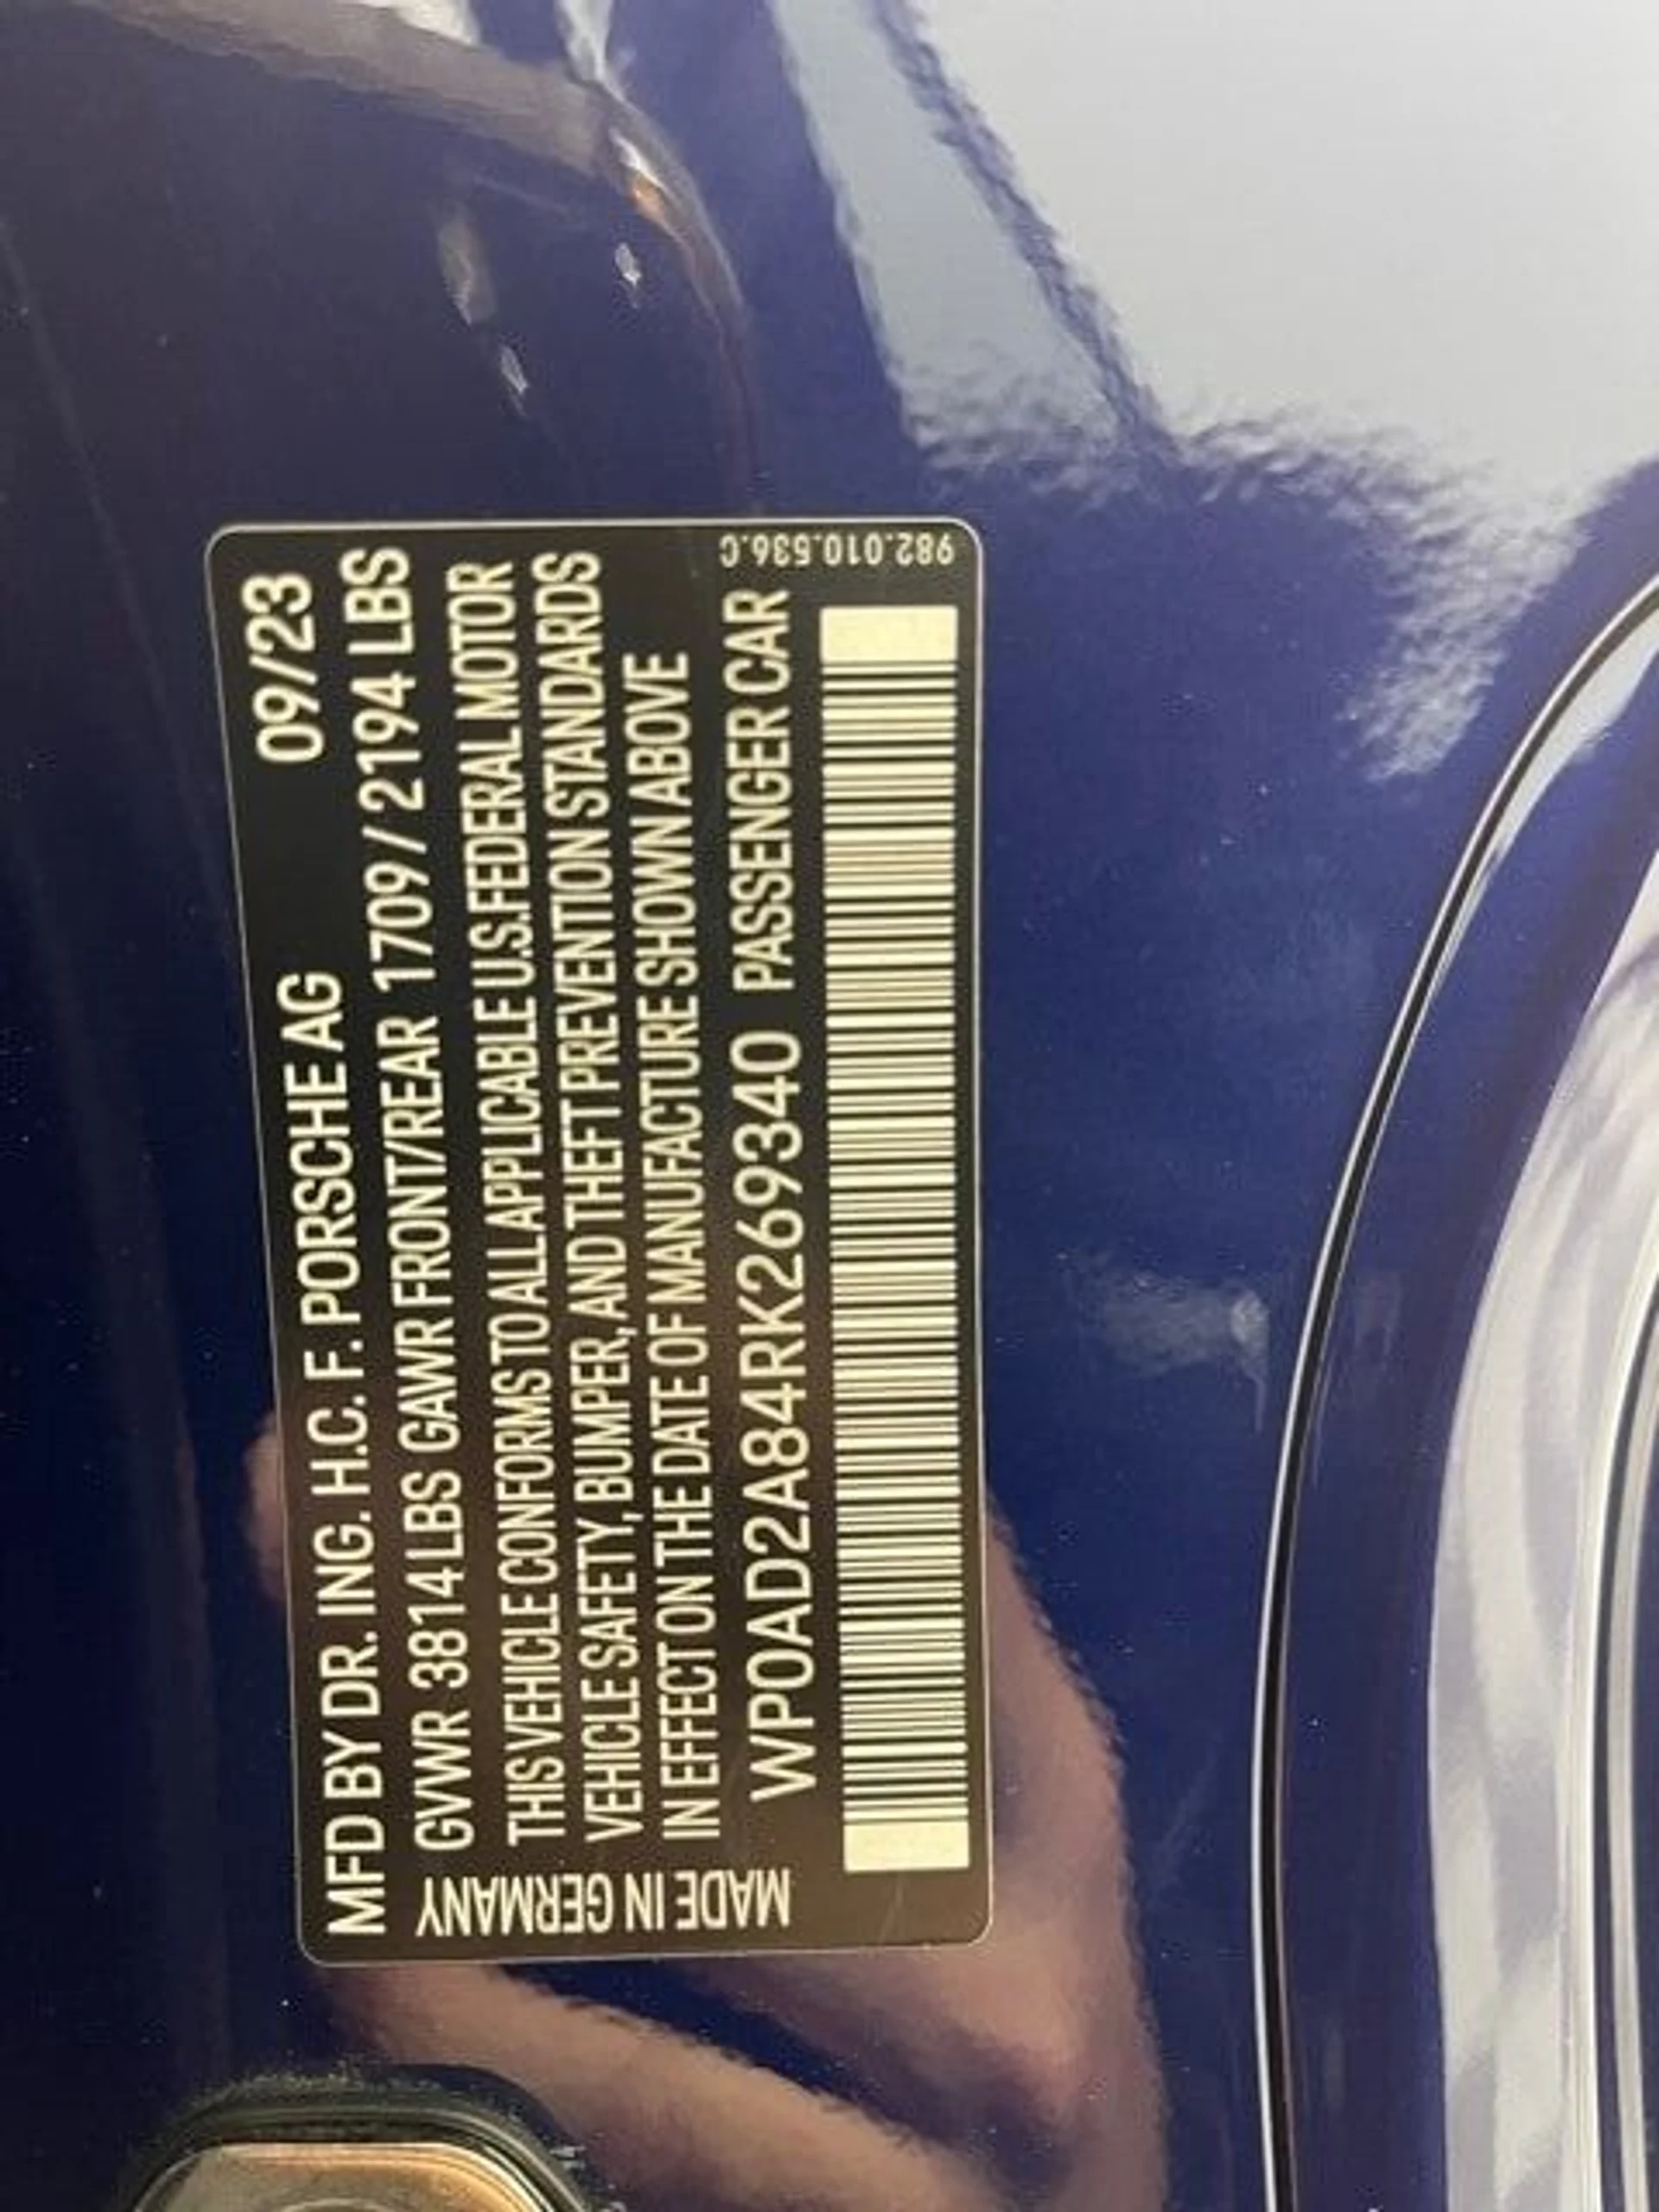 MFD BY DR. ING. H.C. F. PORSCHE AG 09/23
GVWR 3814 LBS GAWR FRONT/REAR 1709 / 2194 LBS
THIS VEHICLE CONFORMS TO ALL APPLICABLE U.S. FEDERAL MOTOR
VEHICLE SAFETY, BUMPER, AND THEFT PREVENTION STANDARDS
IN EFFECT ON THE DATE OF MANUFACTURE SHOWN ABOVE
WP0AD2A84RK269340 PASSENGER CAR
MADE IN GERMANY
982.010.536.C